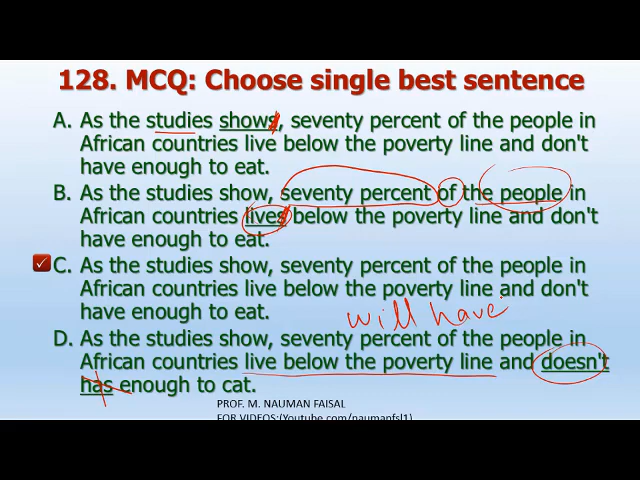 128. MCQ: Choose single best sentence
A. As the studies shows, seventy percent of the people in
African countries live below the poverty line and don't
have enough to eat.
B. As the studies show, seventy percent of the people in
African countries lives below the poverty line and don't
have enough to eat.
C. As the studies show, seventy percent of the people in
African countries live below the poverty line and don't
have enough to eat.
will have
D. As the studies show, seventy percent of the people in
African countries live below the poverty line and doesn't
has enough to cat.
PROF. M. NAUMAN FAISAL
FOR VIDEOS:(Youtube.com/naumanfsl1)